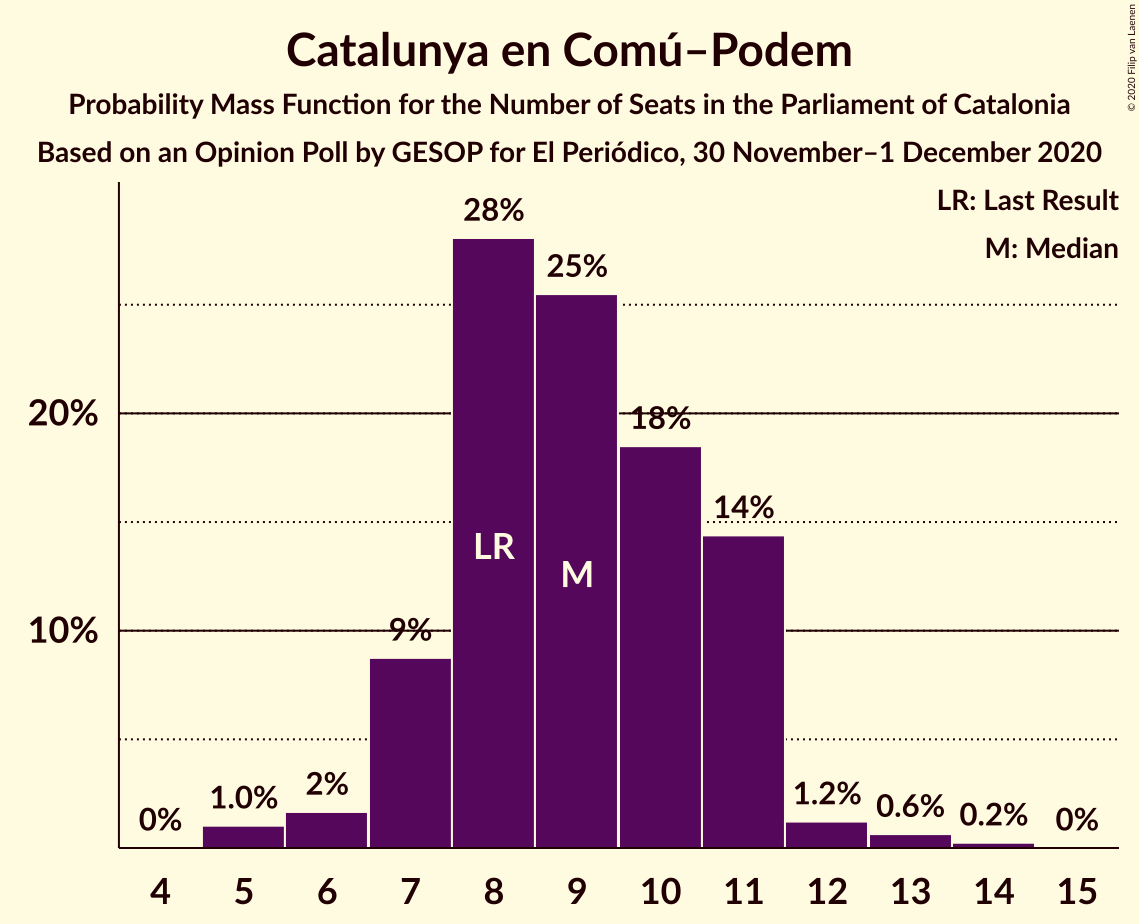 Catalunya en Comú–Podem
Probability Mass Function for the Number of Seats in the Parliament of Catalonia
Based on an Opinion Poll by GESOP for El Periódico, 30 November–1 December 2020
© 2020 Filip van Laenen
LR: Last Result
M: Median
28%
25%
20%
18%
14%
LR
M
10%
9%
0%
1.0%
2%
1.2%
0.6%
0.2%
0%
4 5 6 7 8 9 10 11 12 13 14 15